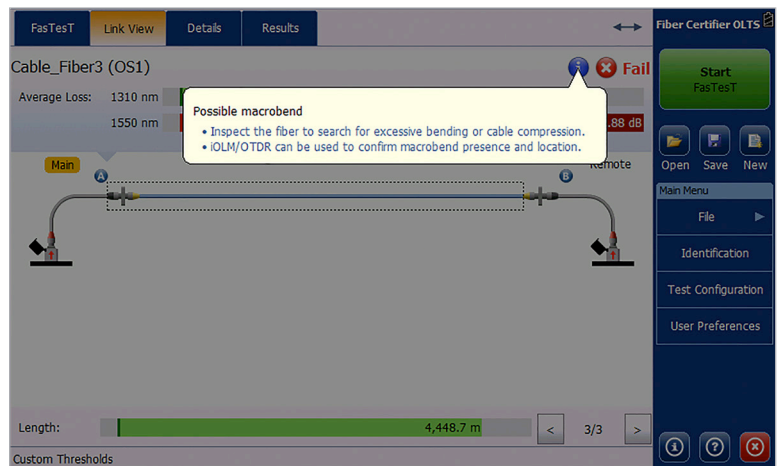 FasTesT
Link View
Details
Results
Fiber Certifier OLTS
Cable_Fiber3 (OS1)
Fail
Average Loss:
1310 nm
1550 nm
.88 dB
Possible macrobend
• Inspect the fiber to search for excessive bending or cable compression.
• iOLM/OTDR can be used to confirm macrobend presence and location.
Main
A
B
Remote
Length:
4,448.7 m
<
3/3
>
Custom Thresholds
Start
FasTesT
Open
Save
New
Main Menu
File
Identification
Test Configuration
User Preferences